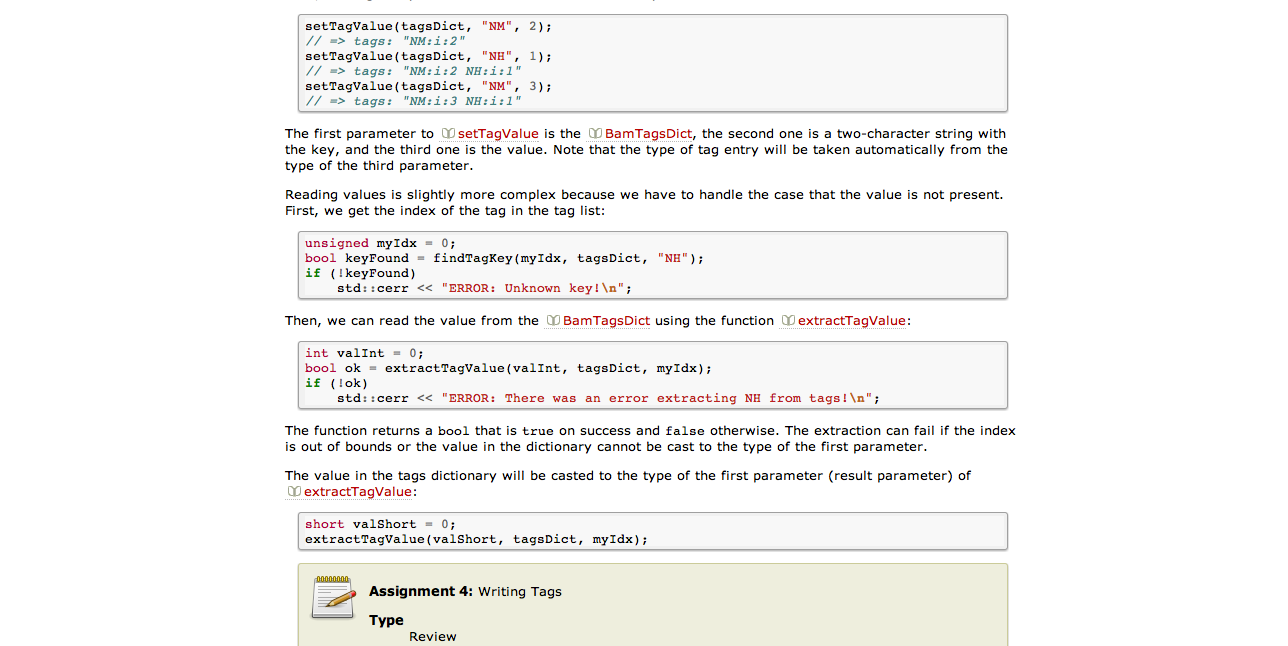 setTagValue(tagsDict, "NM", 2);
// => tags: "NM:i:2"
setTagValue(tagsDict, "NH", 1);
// => tags: "NM:i:2 NH:i:1"
setTagValue(tagsDict, "NM", 3);
// => tags: "NM:i:3 NH:i:1"
The first parameter to setTagValue is the BamTagsDict, the second one is a two-character string with
the key, and the third one is the value. Note that the type of tag entry will be taken automatically from the
type of the third parameter.
Reading values is slightly more complex because we have to handle the case that the value is not present.
First, we get the index of the tag in the tag list:
unsigned myIdx = 0;
bool keyFound = findTagKey(myIdx, tagsDict, "NH");
if (!keyFound)
    std::cerr << "ERROR: Unknown key!\n";
Then, we can read the value from the BamTagsDict using the function extractTagValue:
int valInt = 0;
bool ok = extractTagValue(valInt, tagsDict, myIdx);
if (!ok)
    std::cerr << "ERROR: There was an error extracting NH from tags!\n";
The function returns a bool that is true on success and false otherwise. The extraction can fail if the index
is out of bounds or the value in the dictionary cannot be cast to the type of the first parameter.
The value in the tags dictionary will be casted to the type of the first parameter (result parameter) of
extractTagValue:
short valShort = 0;
extractTagValue(valShort, tagsDict, myIdx);
Assignment 4: Writing Tags
Type
Review